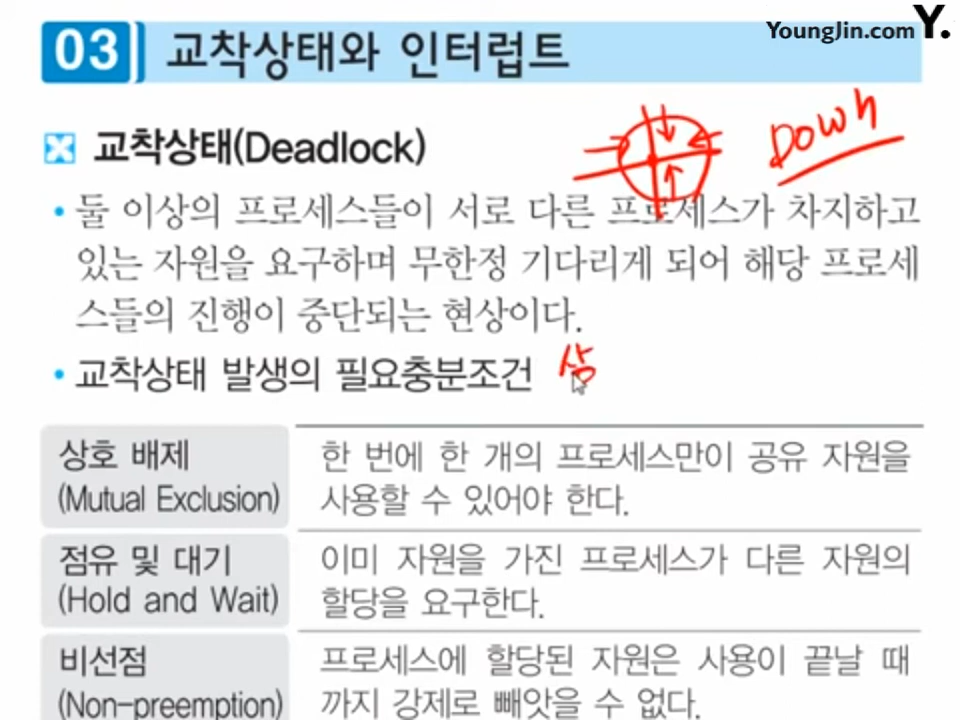 YoungJin.com Y.
03 교착상태와 인터럽트
교착상태(Deadlock)
Down
• 둘 이상의 프로세스들이 서로 다른 프로세스가 차지하고
있는 자원을 요구하며 무한정 기다리게 되어 해당 프로세
스들의 진행이 중단되는 현상이다.
• 교착상태 발생의 필요충분조건 상
상호 배제
(Mutual Exclusion)
한 번에 한 개의 프로세스만이 공유 자원을
사용할 수 있어야 한다.
점유 및 대기
(Hold and Wait)
이미 자원을 가진 프로세스가 다른 자원의
할당을 요구한다.
비선점
(Non-preemption)
프로세스에 할당된 자원은 사용이 끝날 때
까지 강제로 빼앗을 수 없다.